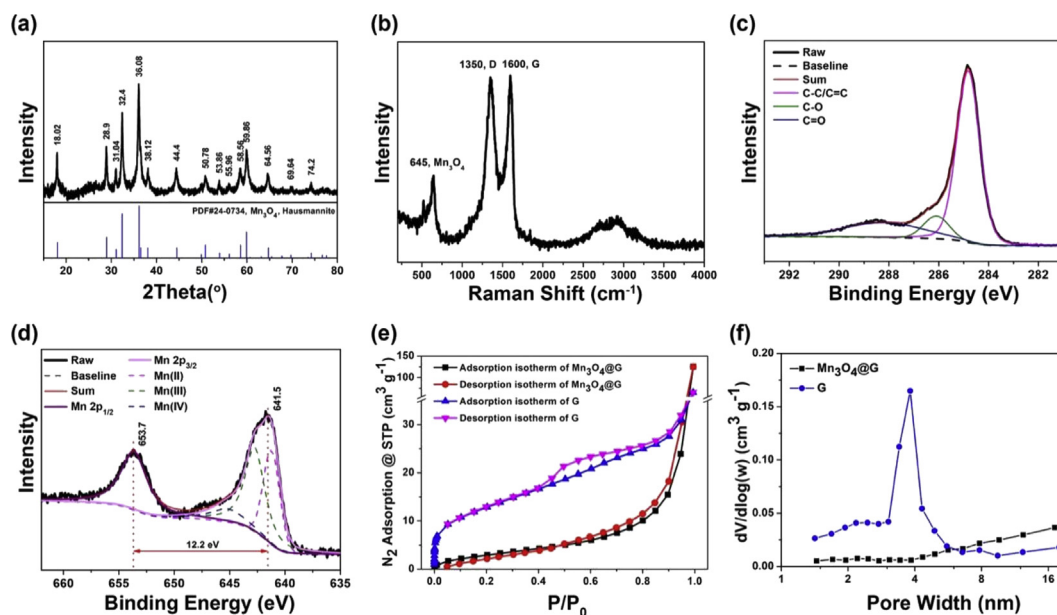 (a)
Intensity
18.02
28.9
31.04
32.4
36.08
38.12
44.4
50.78
53.86
55.96
58.56
59.86
64.56
69.64
74.2
PDF#24-0734, Mn₃O₄, Hausmannite
20 30 40 50 60 70 80
2Theta(°)
(b)
Intensity
1350, D 1600, G
645, Mn₃O₄
500 1000 1500 2000 2500 3000 3500 4000
Raman Shift (cm⁻¹)
(c)
Intensity
Raw
Baseline
Sum
C-C/C=C
C-O
C=O
292 290 288 286 284 282
Binding Energy (eV)
(d)
Intensity
Raw
Baseline
Sum
Mn 2p₁/₂
Mn 2p₃/₂
Mn(II)
Mn(III)
Mn(IV)
653.7
641.5
12.2 eV
660 655 650 645 640 635
Binding Energy (eV)
(e)
N₂ Adsorption @ STP (cm³ g⁻¹)
150
125
100
30
20
10
0
Adsorption isotherm of Mn₃O₄@G
Desorption isotherm of Mn₃O₄@G
Adsorption isotherm of G
Desorption isotherm of G
0.0 0.2 0.4 0.6 0.8 1.0
P/P₀
(f)
dV/dlog(w) (cm³ g⁻¹)
0.20
0.15
0.10
0.05
0.00
Mn₃O₄@G
G
1 2 4 8 16
Pore Width (nm)